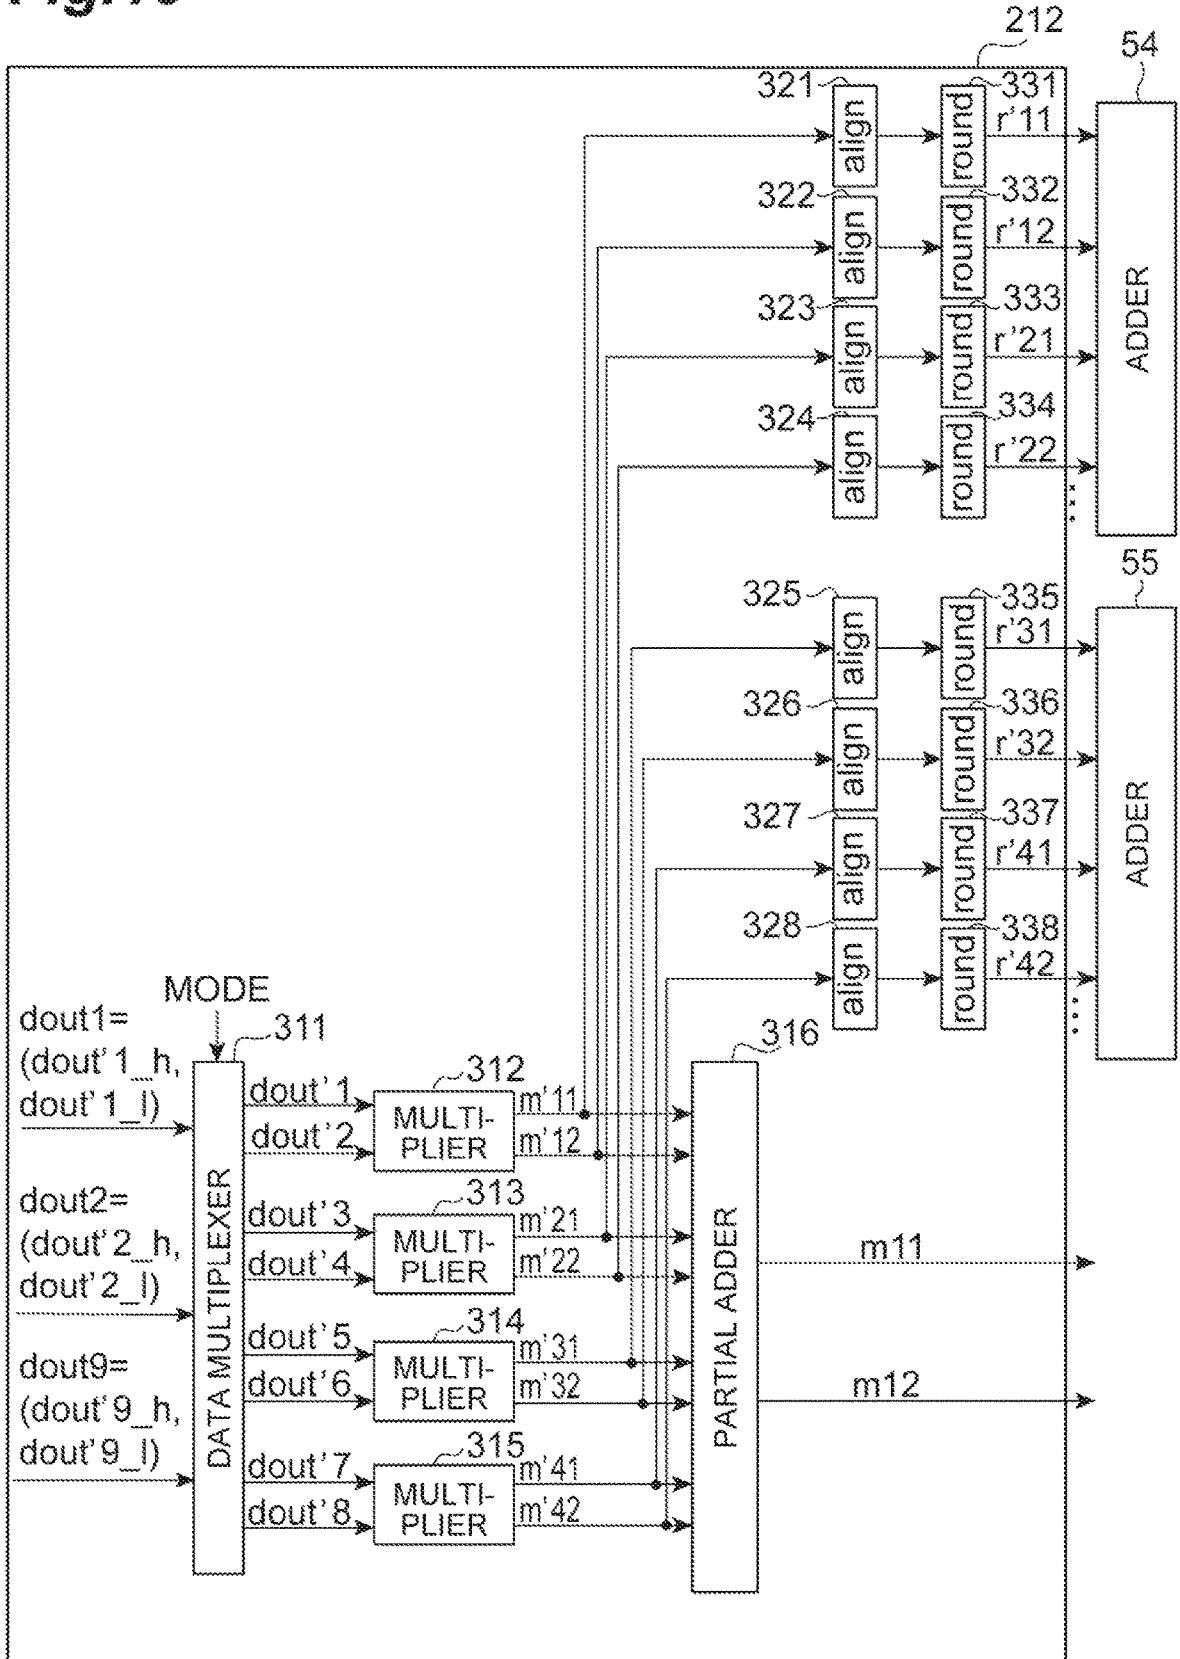 212
54
321
331
align
round
r'11
322
332
align
round
r'12
323
333
align
round
r'21
324
334
align
round
r'22
ADDER
55
325
335
align
round
r'31
326
336
align
round
r'32
327
337
align
round
r'41
328
338
align
round
r'42
ADDER
MODE
311
dout1=
(dout'1_h,
dout'1_l)
dout2=
(dout'2_h,
dout'2_l)
dout9=
(dout'9_h,
dout'9_l)
DATA MULTIPLEXER
dout'1
dout'2
312
MULTI-
PLIER
m'11
m'12
dout'3
dout'4
313
MULTI-
PLIER
m'21
m'22
dout'5
dout'6
314
MULTI-
PLIER
m'31
m'32
dout'7
dout'8
315
MULTI-
PLIER
m'41
m'42
316
PARTIAL ADDER
m11
m12